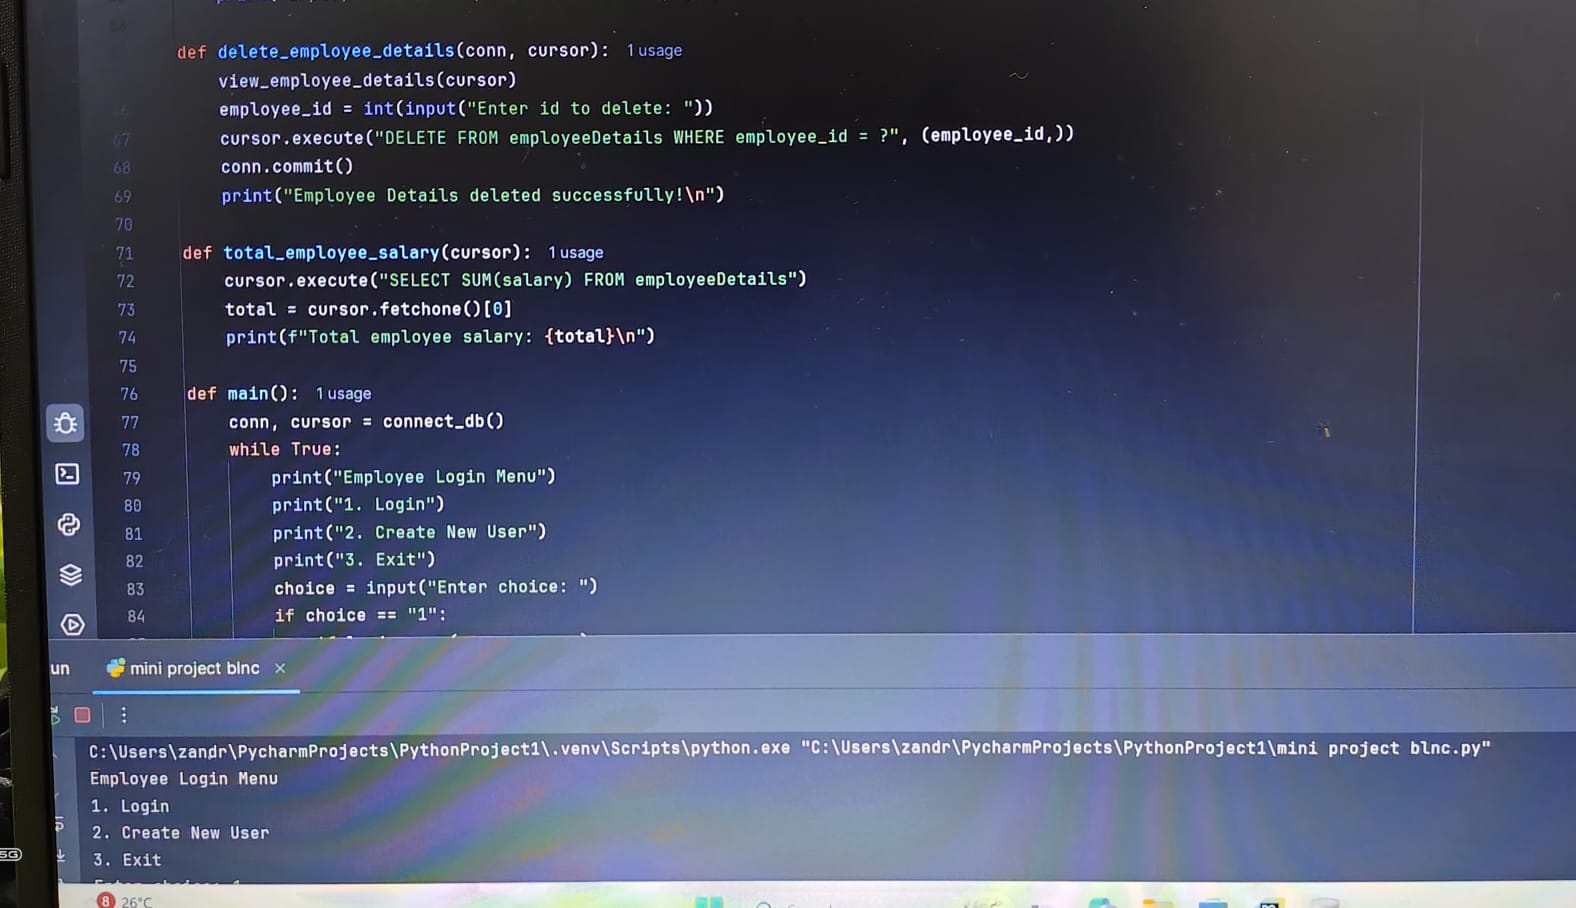 def delete_employee_details(conn, cursor): 1 usage
view_employee_details(cursor)
66 employee_id = int(input("Enter id to delete: "))
67 cursor.execute("DELETE FROM employeeDetails WHERE employee_id = ?", (employee_id,))
68 conn.commit()
69 print("Employee Details deleted successfully!\n")
70
71 def total_employee_salary(cursor): 1 usage
72 cursor.execute("SELECT SUM(salary) FROM employeeDetails")
73 total = cursor.fetchone()[0]
74 print(f"Total employee salary: {total}\n")
75
76 def main(): 1 usage
77 conn, cursor = connect_db()
78 while True:
79 print("Employee Login Menu")
80 print("1. Login")
81 print("2. Create New User")
82 print("3. Exit")
83 choice = input("Enter choice: ")
84 if choice == "1":
un mini project blnc ×
C:\Users\zandr\PycharmProjects\PythonProject1\.venv\Scripts\python.exe "C:\Users\zandr\PycharmProjects\PythonProject1\mini project blnc.py"
Employee Login Menu
1. Login
2. Create New User
3. Exit
5G
8 26°C